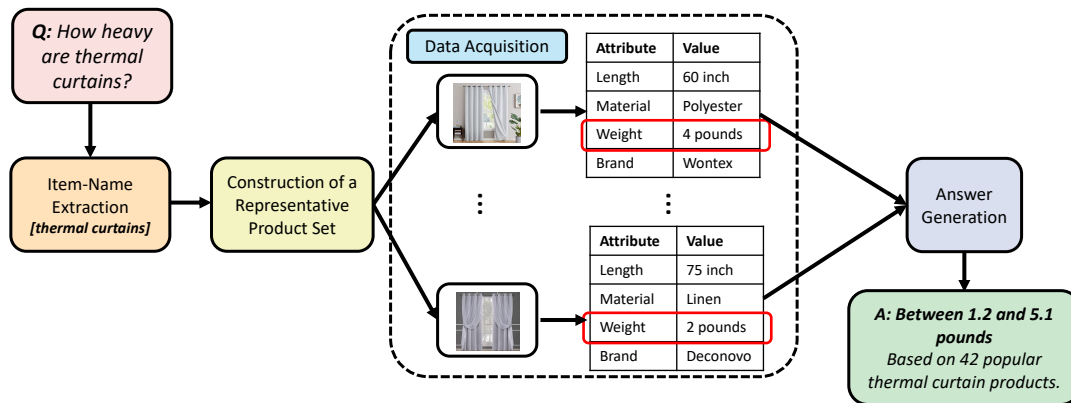 Q: How heavy
are thermal
curtains?
Item-Name
Extraction
[thermal curtains]
Construction of a
Representative
Product Set
Data Acquisition
Attribute Value
Length 60 inch
Material Polyester
Weight 4 pounds
Brand Wontex
Attribute Value
Length 75 inch
Material Linen
Weight 2 pounds
Brand Deconovo
Answer
Generation
A: Between 1.2 and 5.1
pounds
Based on 42 popular
thermal curtain products.